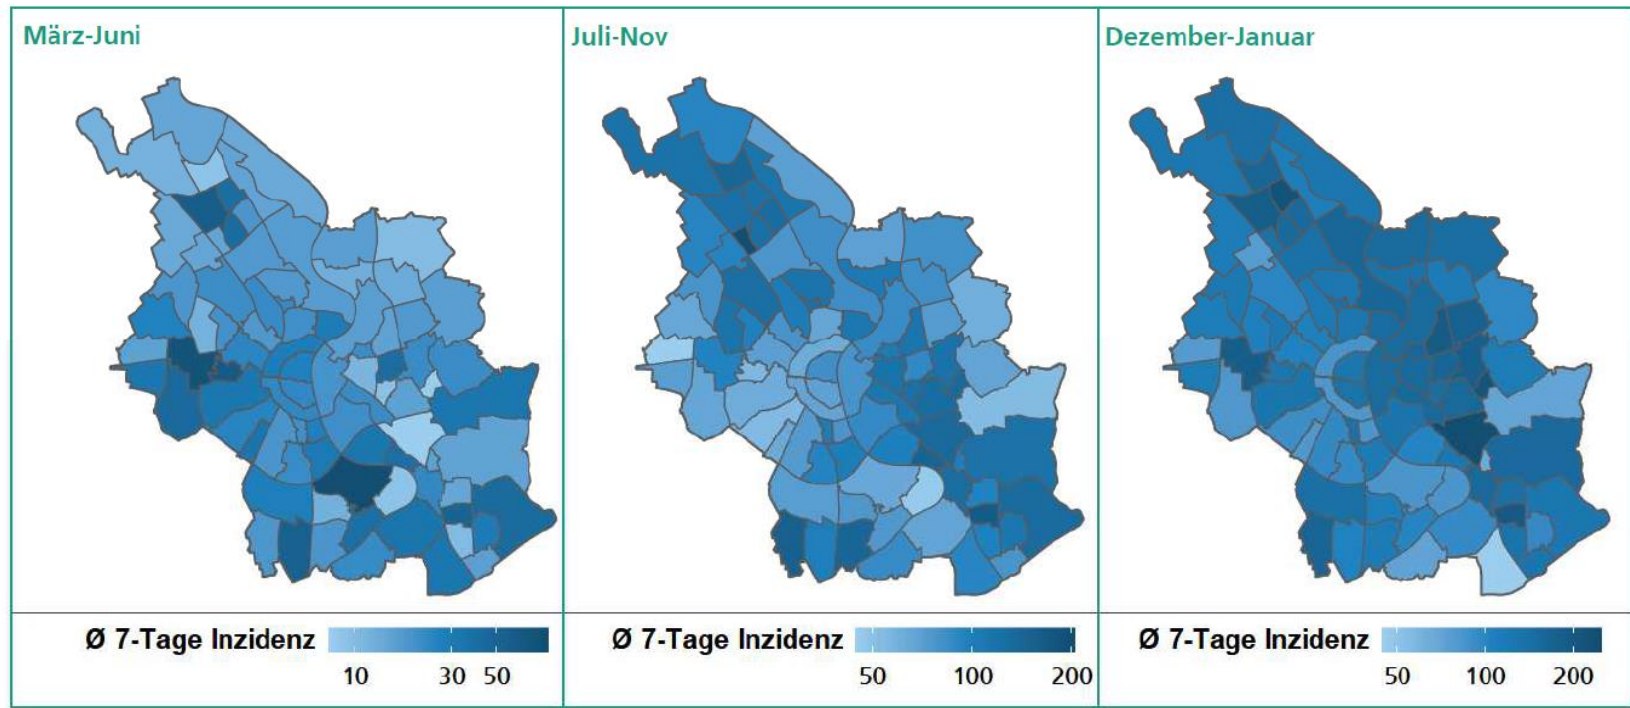 März-Juni
Juli-Nov
Dezember-Januar
Ø 7-Tage Inzidenz
10 30 50
Ø 7-Tage Inzidenz
50 100 200
Ø 7-Tage Inzidenz
50 100 200